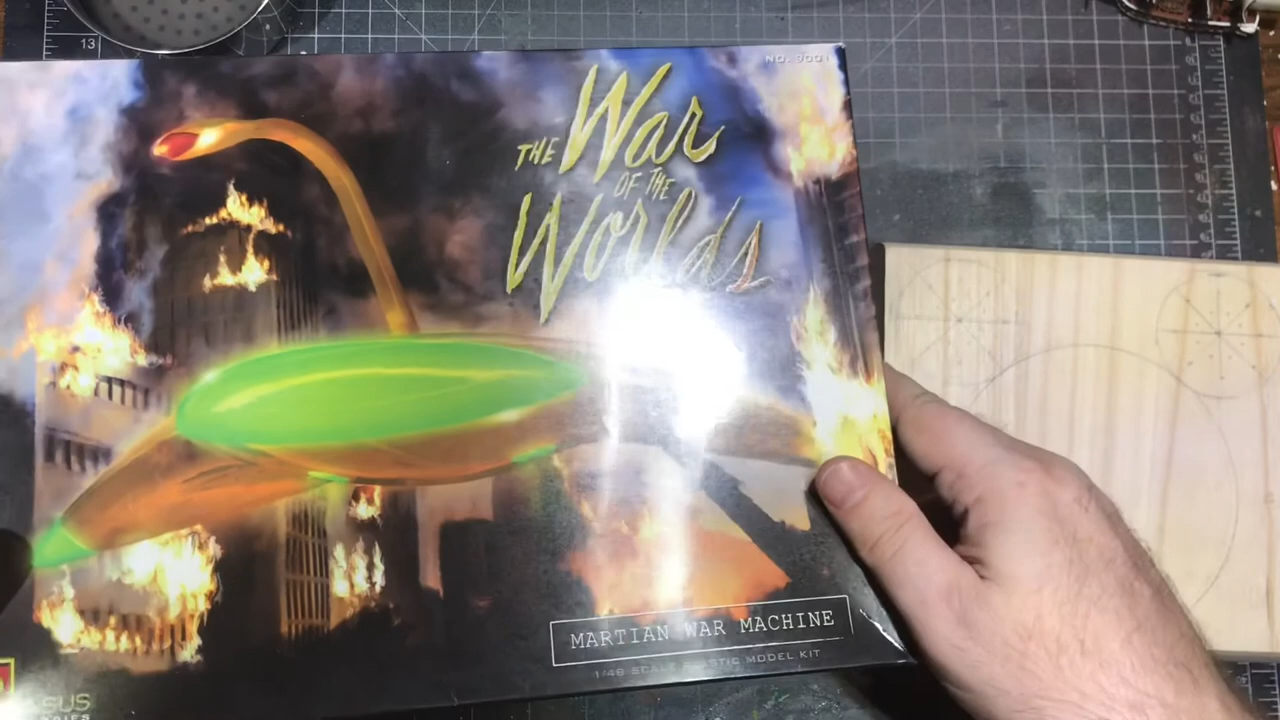 13
NO. 9001
THE War
OF THE
Worlds
MARTIAN WAR MACHINE
1/48 SCALE PLASTIC MODEL KIT